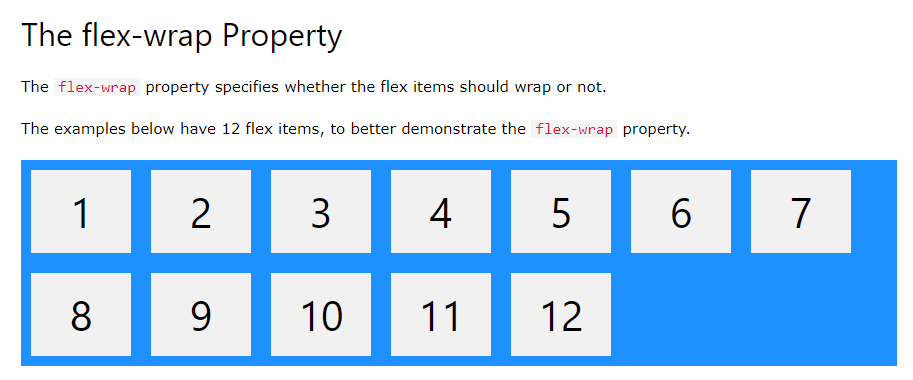 The flex-wrap Property
The flex-wrap property specifies whether the flex items should wrap or not.
The examples below have 12 flex items, to better demonstrate the flex-wrap property.
1 2 3 4 5 6 7
8 9 10 11 12